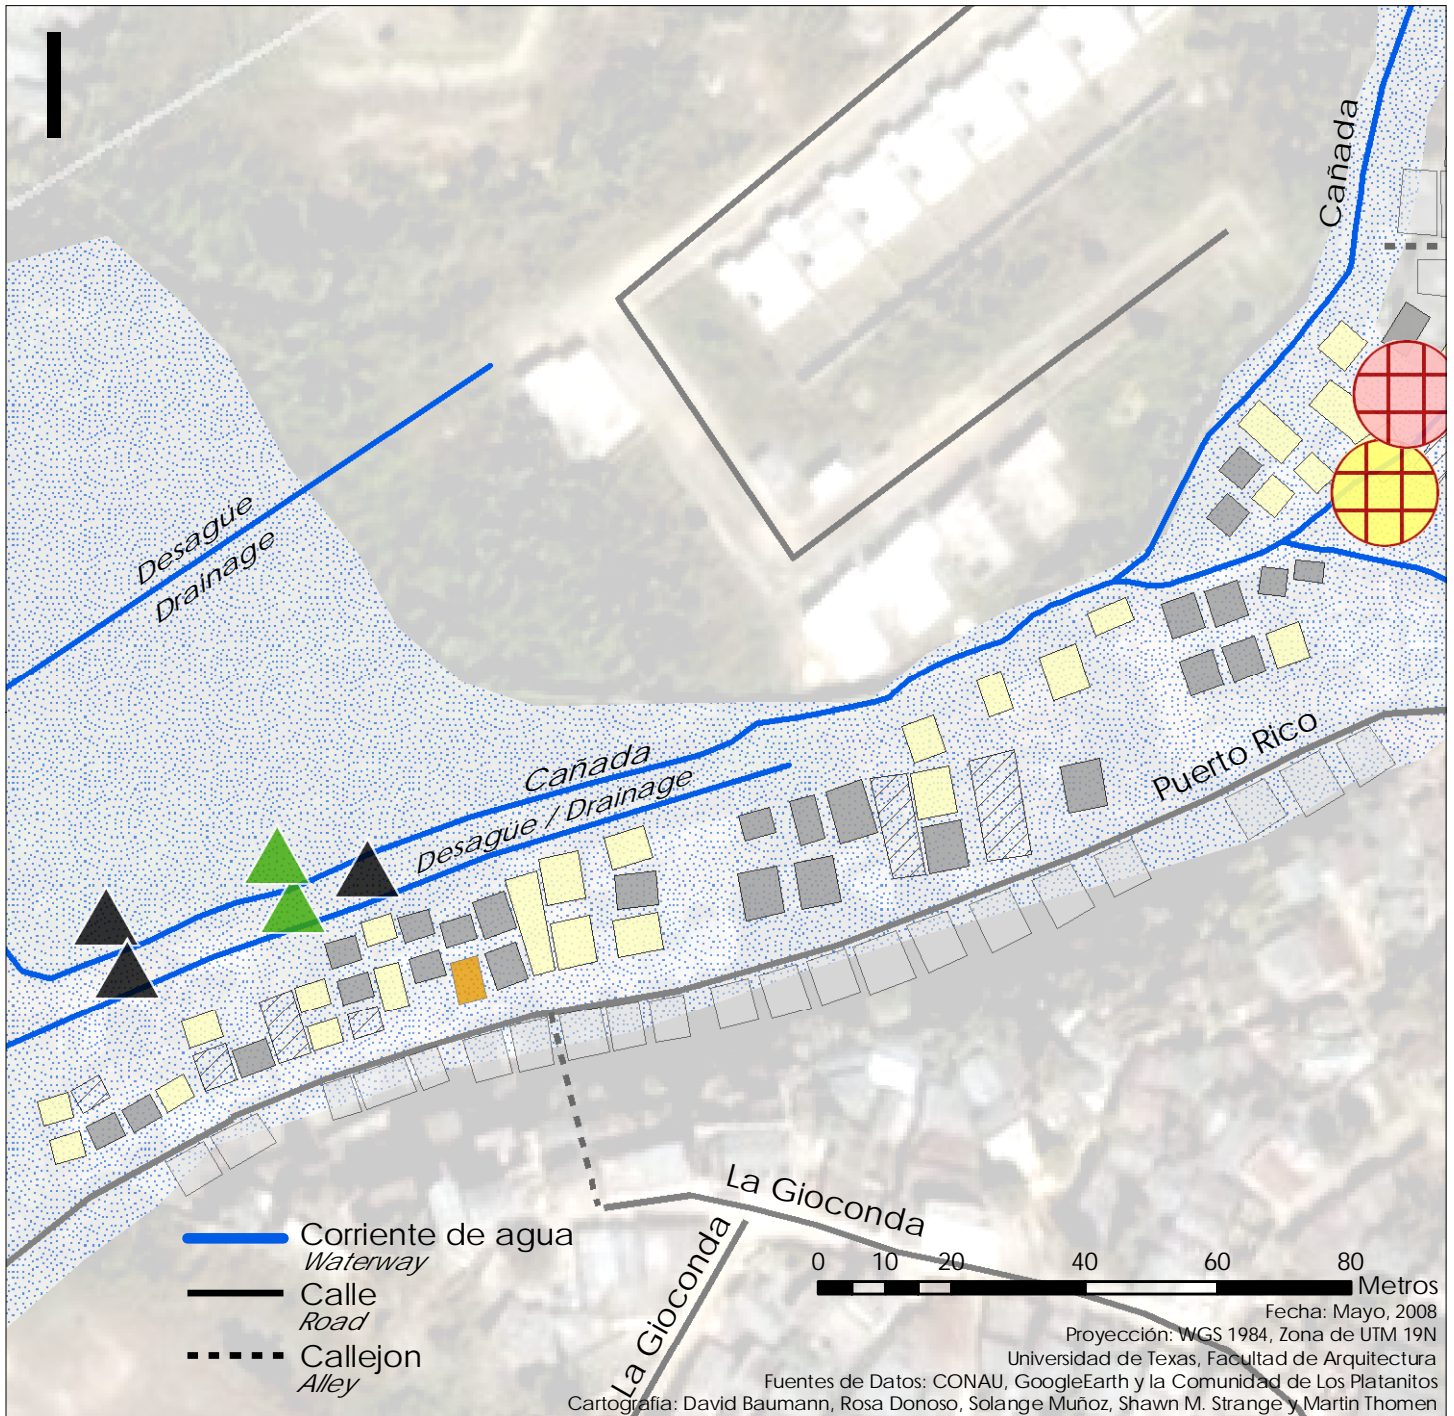 Cañada
Desagüe
Drainage
Cañada
Desagüe / Drainage
Puerto Rico
La Gioconda
La Gioconda
Corriente de agua
Waterway
Calle
Road
Callejon
Alley
0 10 20 40 60 80
Metros
Fecha: Mayo, 2008
Proyección: WGS 1984, Zona de UTM 19N
Universidad de Texas, Facultad de Arquitectura
Fuentes de Datos: CONAU, GoogleEarth y la Comunidad de Los Platanitos
Cartografía: David Baumann, Rosa Donoso, Solange Muñoz, Shawn M. Strange y Martin Thomen